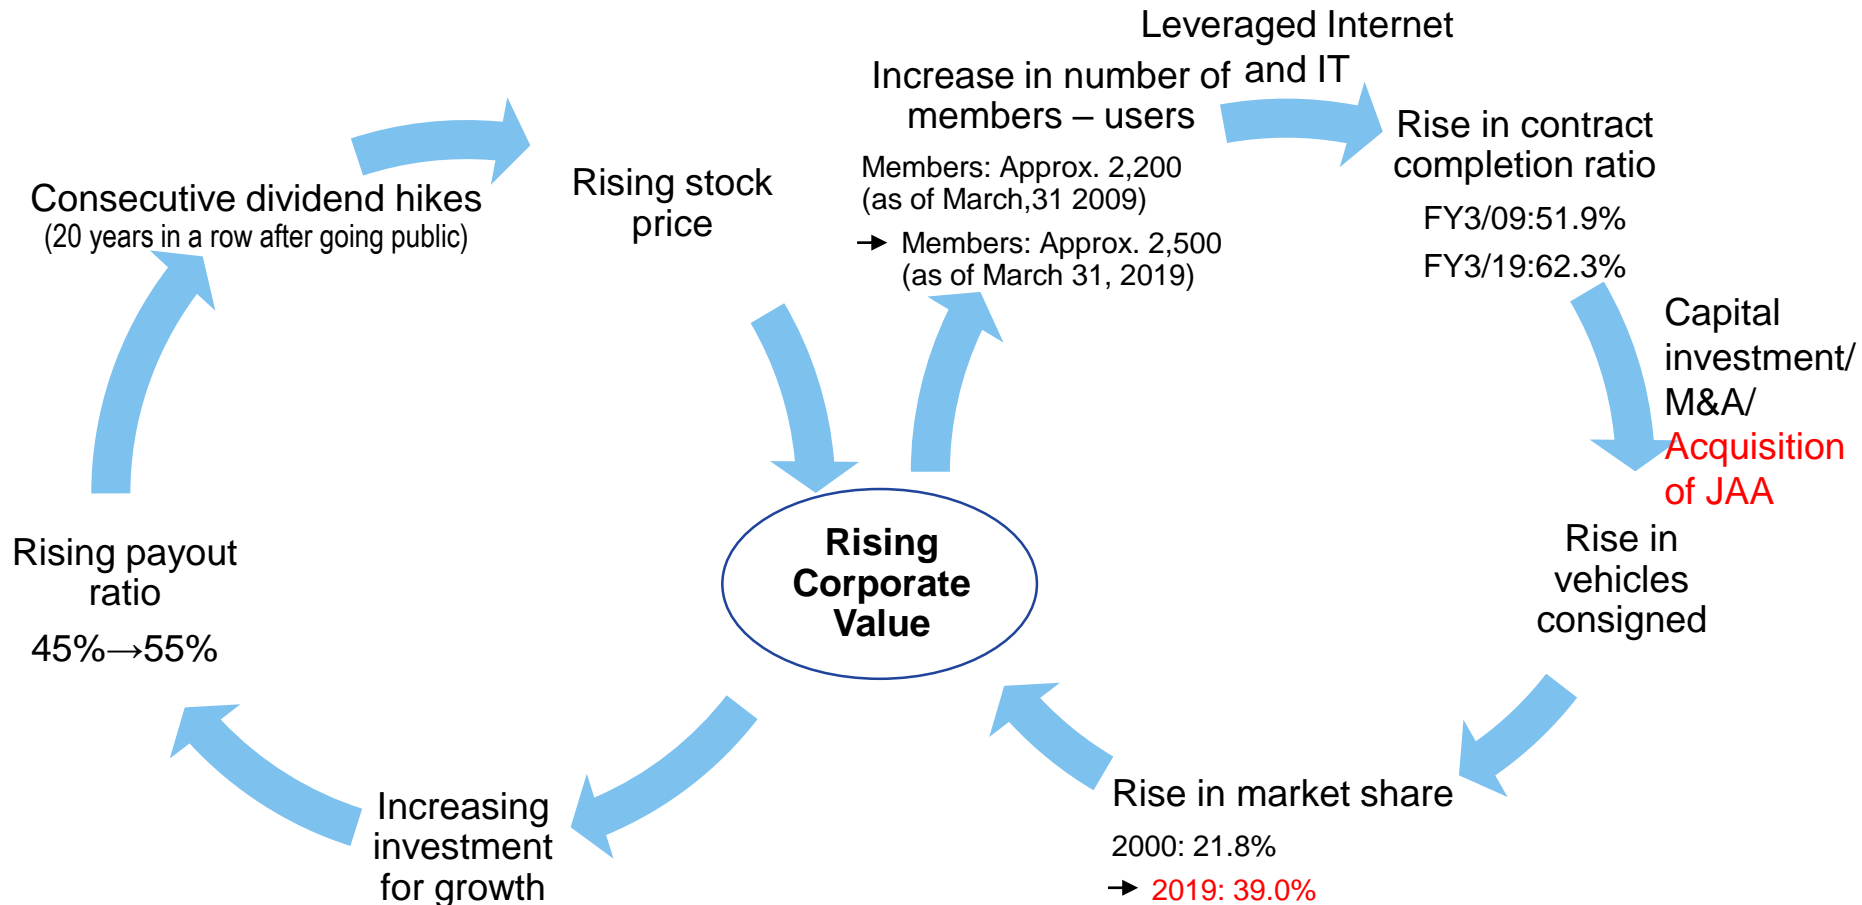 Leveraged Internet
and IT
Increase in number of
members – users
Members: Approx. 2,200
(as of March,31 2009)
→ Members: Approx. 2,500
(as of March 31, 2019)
Rise in contract
completion ratio
FY3/09:51.9%
FY3/19:62.3%
Capital
investment/
M&A/
Acquisition
of JAA
Rise in
vehicles
consigned
Rise in market share
2000: 21.8%
→ 2019: 39.0%
Rising
Corporate
Value
Increasing
investment
for growth
Rising payout
ratio
45%→55%
Consecutive dividend hikes
(20 years in a row after going public)
Rising stock
price